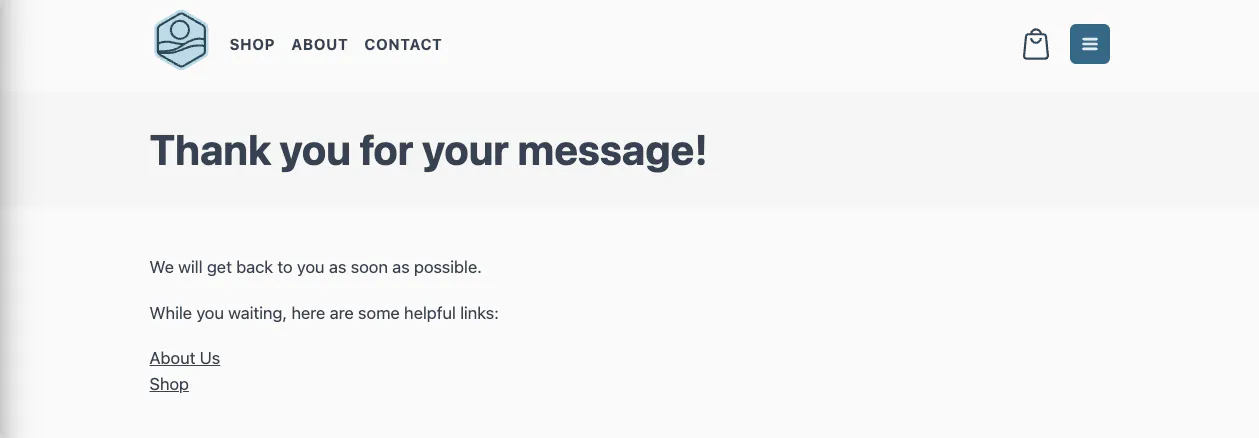 SHOP ABOUT CONTACT
Thank you for your message!
We will get back to you as soon as possible.
While you waiting, here are some helpful links:
About Us
Shop